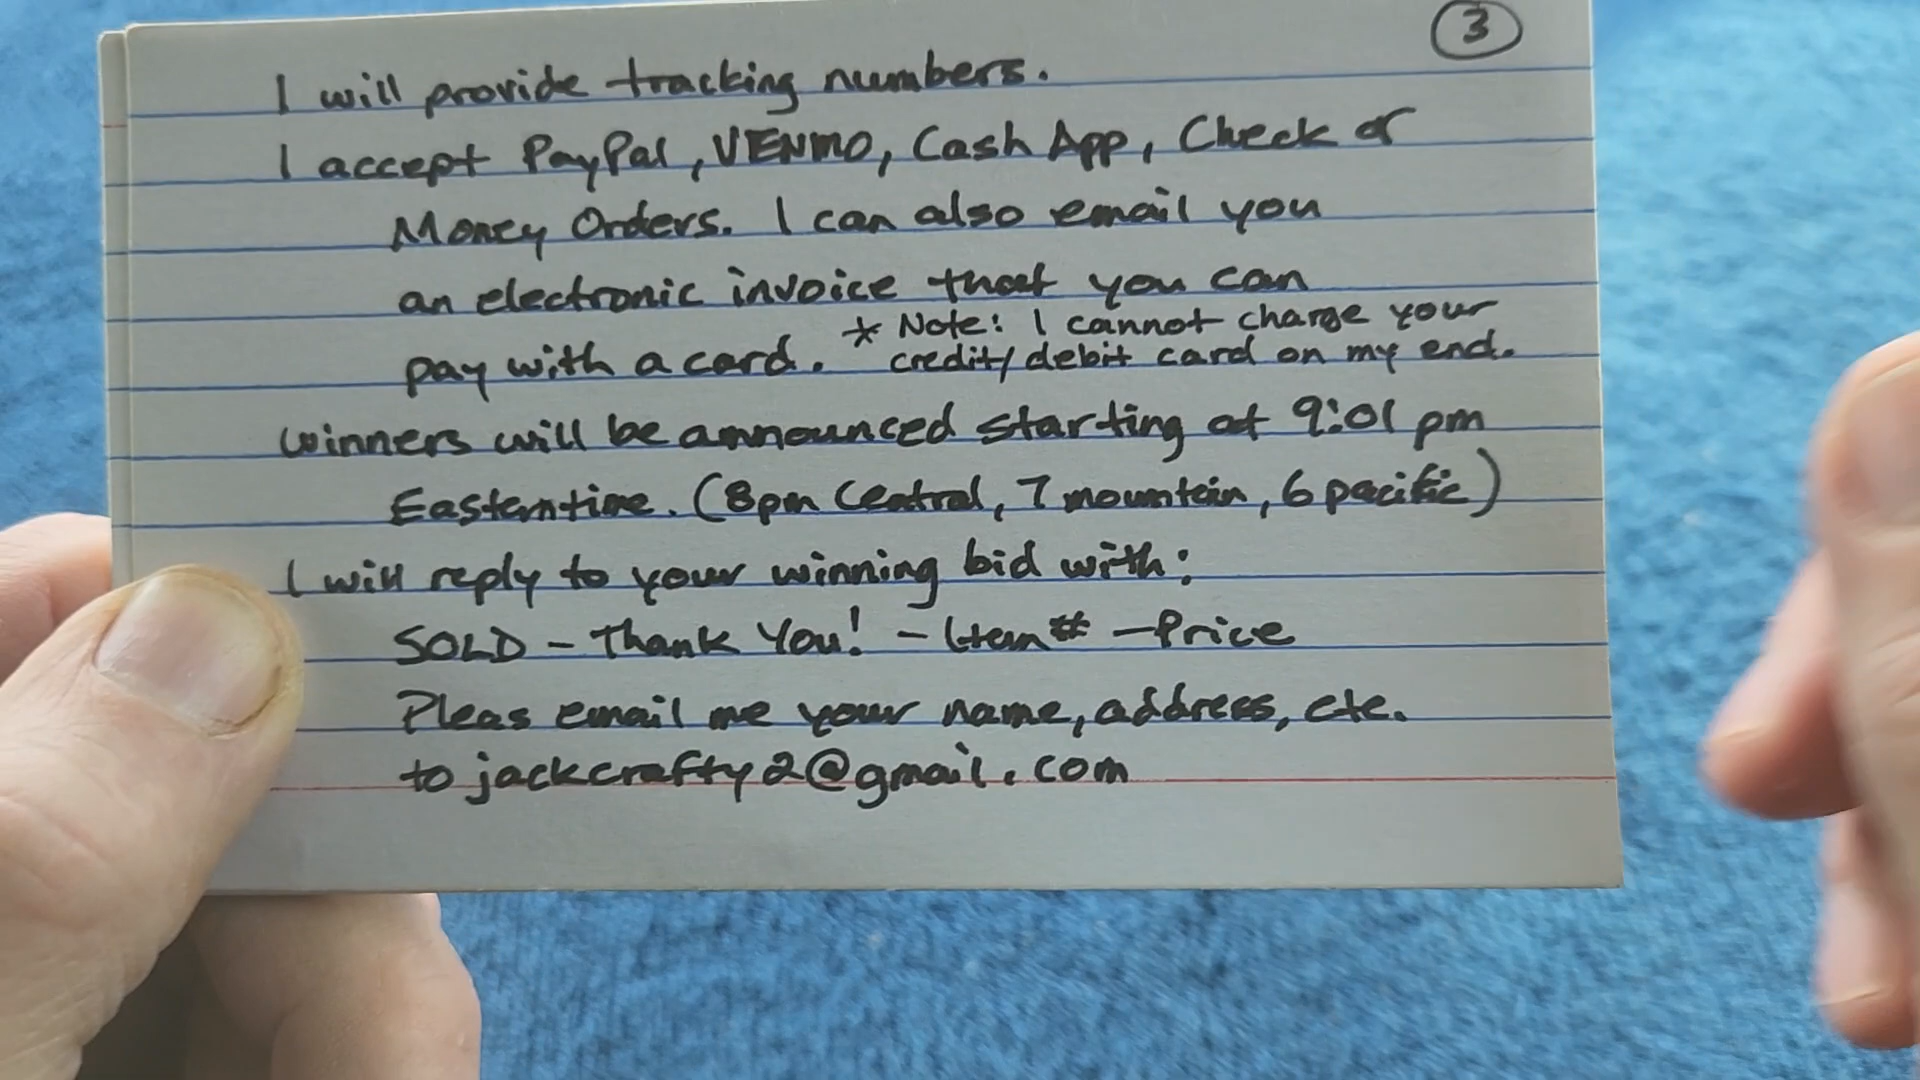 3
I will provide tracking numbers.
I accept PayPal, VENMO, Cash App, Check or
Money Orders. I can also email you
an electronic invoice that you can
pay with a card. * Note: I cannot charge your
credit/debit card on my end.
Winners will be announced starting at 9:01 pm
Eastern time. (8pm Central, 7 mountain, 6 pacific)
I will reply to your winning bid with:
SOLD - Thank You! - Item # - Price
Pleas email me your name, address, etc.
to jackcrafty2@gmail.com